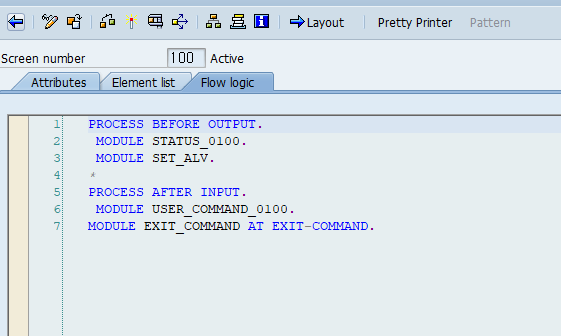 Layout Pretty Printer Pattern
Screen number 100 Active
Attributes Element list Flow logic
1 PROCESS BEFORE OUTPUT.
2 MODULE STATUS_0100.
3 MODULE SET_ALV.
4 *
5 PROCESS AFTER INPUT.
6 MODULE USER_COMMAND_0100.
7 MODULE EXIT_COMMAND AT EXIT-COMMAND.